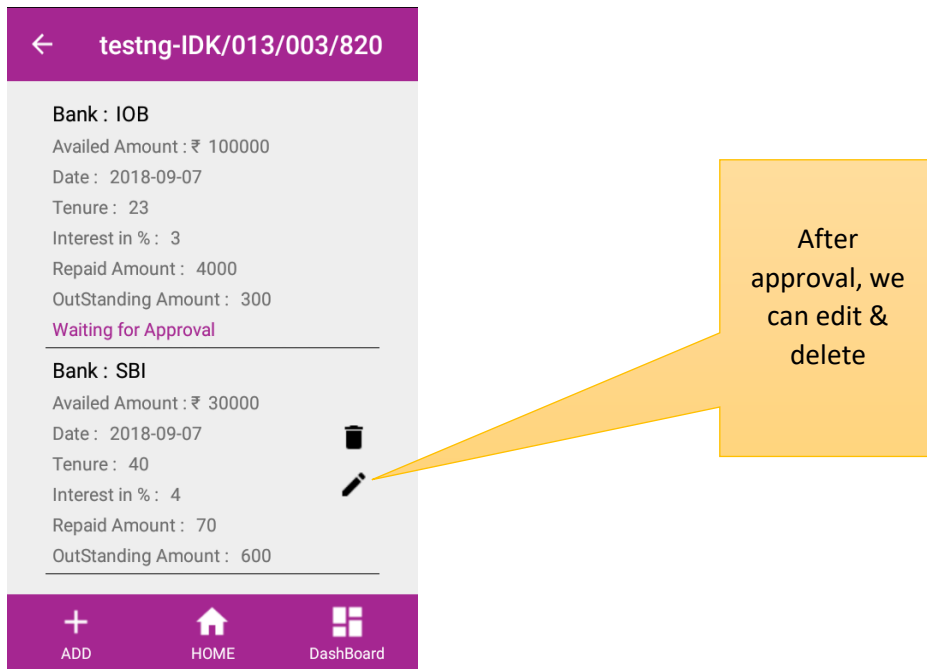 testng-IDK/013/003/820
Bank : IOB
Availed Amount : ₹ 100000
Date : 2018-09-07
Tenure : 23
Interest in % : 3
Repaid Amount : 4000
OutStanding Amount : 300
Waiting for Approval
Bank : SBI
Availed Amount : ₹ 30000
Date : 2018-09-07
Tenure : 40
Interest in % : 4
Repaid Amount : 70
OutStanding Amount : 600
ADD HOME DashBoard
After
approval, we
can edit &
delete